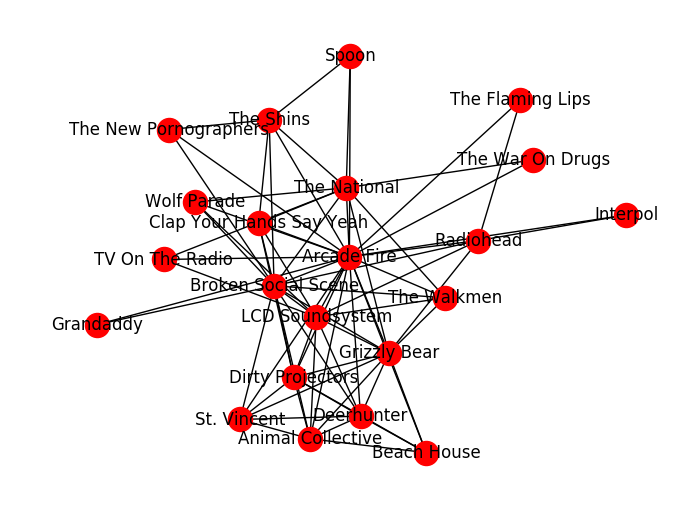 Spoon
The Flaming Lips
The Shins
The New Pornographers
The War On Drugs
The National
Wolf Parade
Interpol
Clap Your Hands Say Yeah
Radiohead
Arcade Fire
TV On The Radio
Broken Social Scene
The Walkmen
LCD Soundsystem
Grandaddy
Grizzly Bear
Dirty Projectors
Deerhunter
St. Vincent
Animal Collective
Beach House